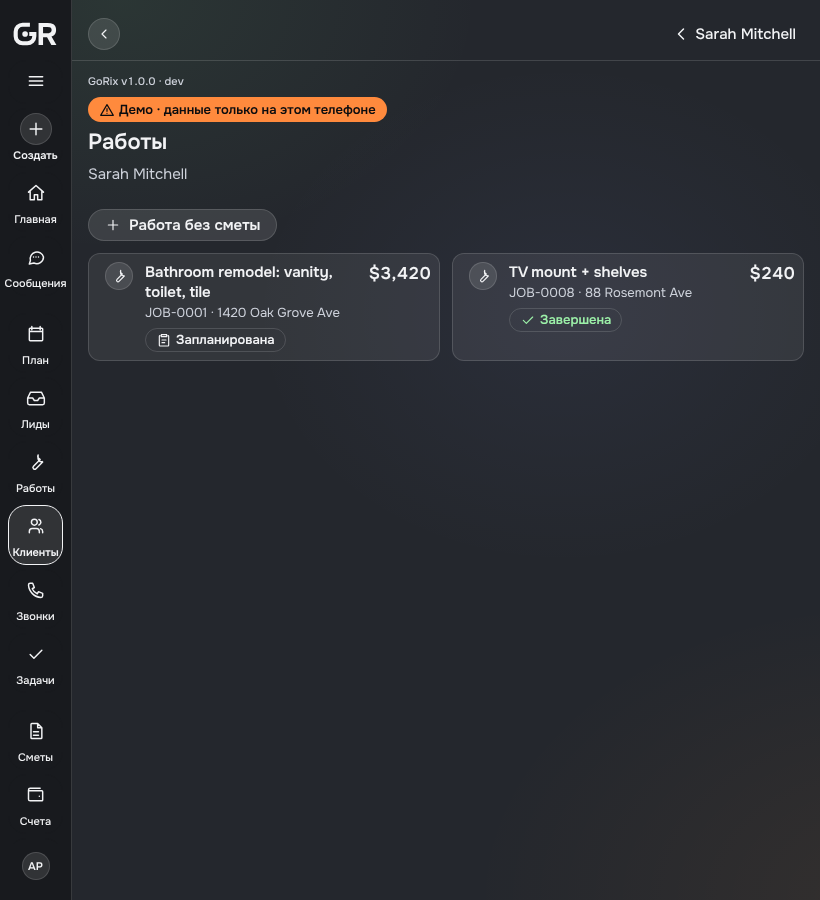 GR
Sarah Mitchell
GoRix v1.0.0 · dev
Демо · данные только на этом телефоне
Работы
Sarah Mitchell
Работа без сметы
Bathroom remodel: vanity,
toilet, tile
$3,420
JOB-0001 · 1420 Oak Grove Ave
Запланирована
TV mount + shelves
$240
JOB-0008 · 88 Rosemont Ave
Завершена
Создать
Главная
Сообщения
План
Лиды
Работы
Клиенты
Звонки
Задачи
Сметы
Счета
AP